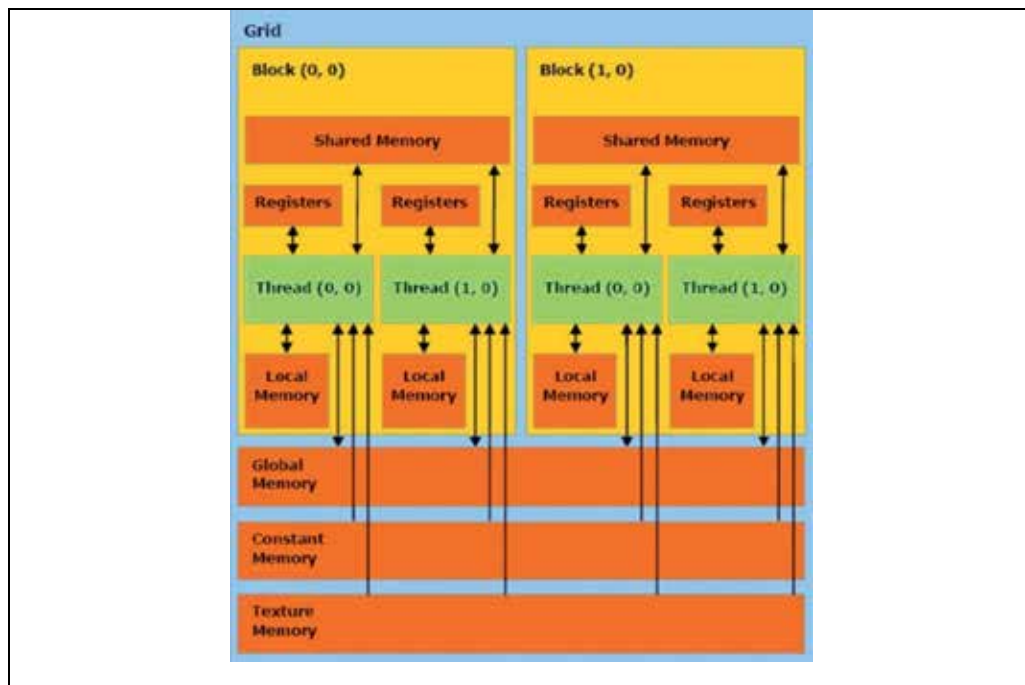 Grid
Block (0, 0)
Block (1, 0)
Shared Memory
Shared Memory
Registers
Registers
Registers
Registers
Thread (0, 0)
Thread (1, 0)
Thread (0, 0)
Thread (1, 0)
Local
Memory
Local
Memory
Local
Memory
Local
Memory
Global
Memory
Constant
Memory
Texture
Memory